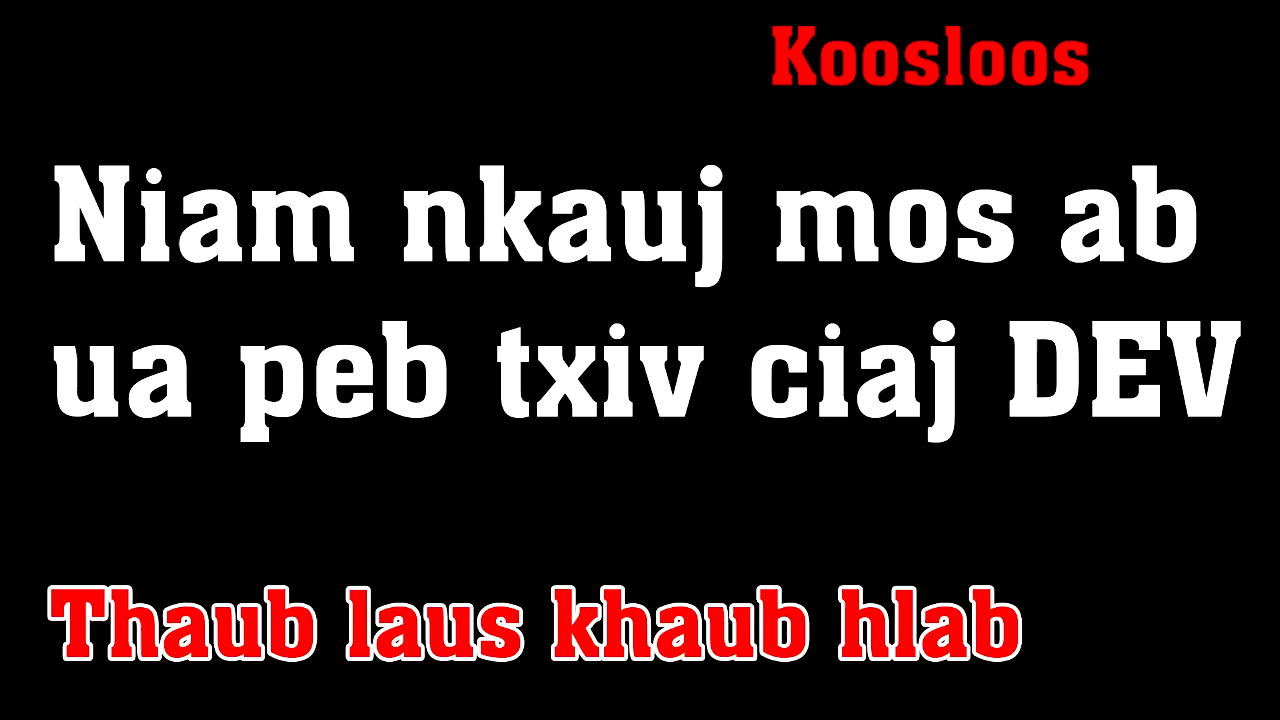 Koosloos
Niam nkauj mos ab
ua peb txiv ciaj DEV
Thaub laus khaub hlab